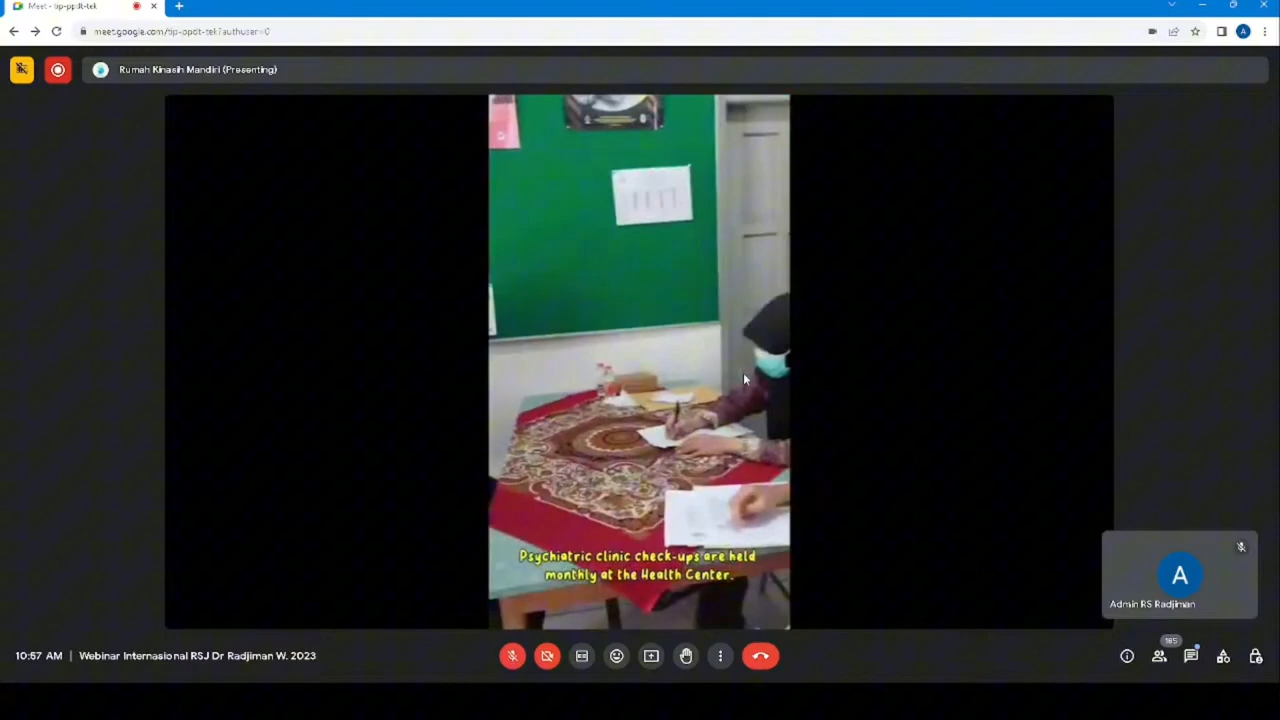 Meet - tip-ppdt-tek
meet.google.com/tip-ppdt-tek?authuser=0
A
Rumah Kinasih Mandiri (Presenting)
Psychiatric clinic check-ups are held
monthly at the Health Center.
A
Admin RS Radjiman
10:57 AM | Webinar Internasional RSJ Dr Radjiman W. 2023
185